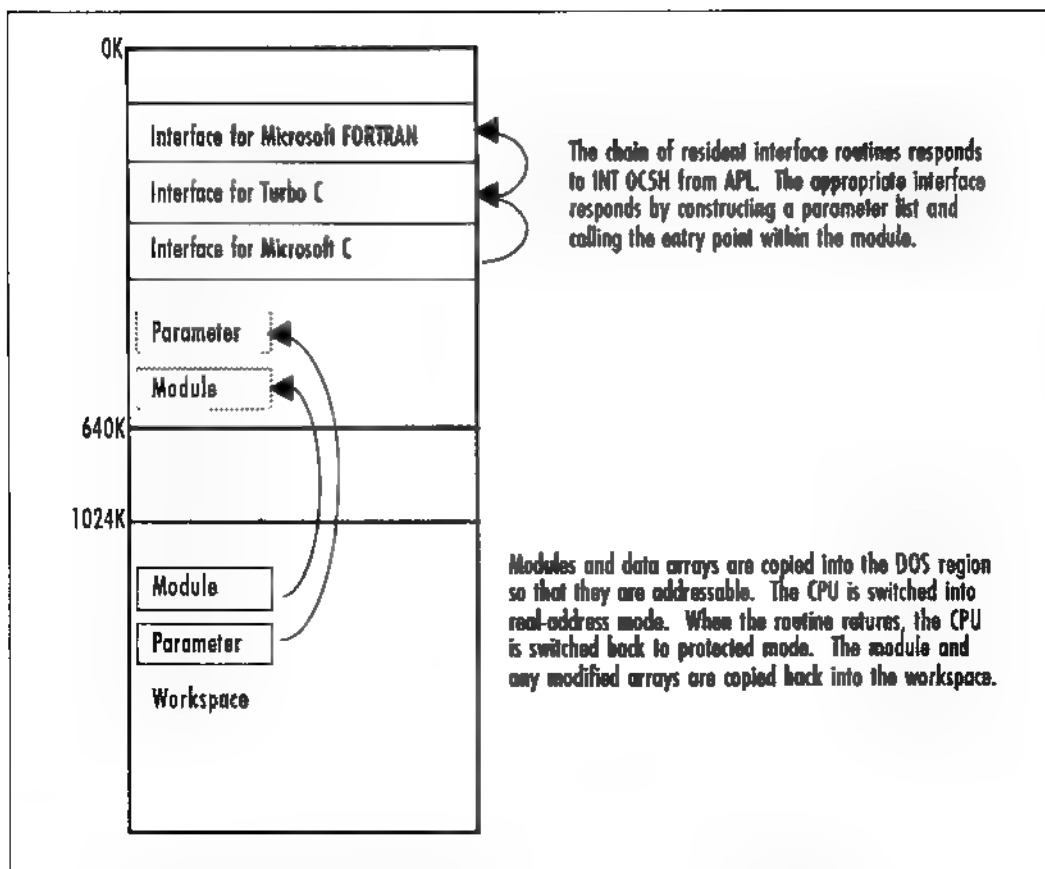 0K
Interface for Microsoft FORTRAN
Interface for Turbo C
Interface for Microsoft C
The chain of resident interface routines responds
to INT 0C5H from APL. The appropriate interface
responds by constructing a parameter list and
calling the entry point within the module.
Parameter
Module
640K
1024K
Module
Parameter
Workspace
Modules and data arrays are copied into the DOS region
so that they are addressable. The CPU is switched into
real-address mode. When the routine returns, the CPU
is switched back to protected mode. The module and
any modified arrays are copied back into the workspace.